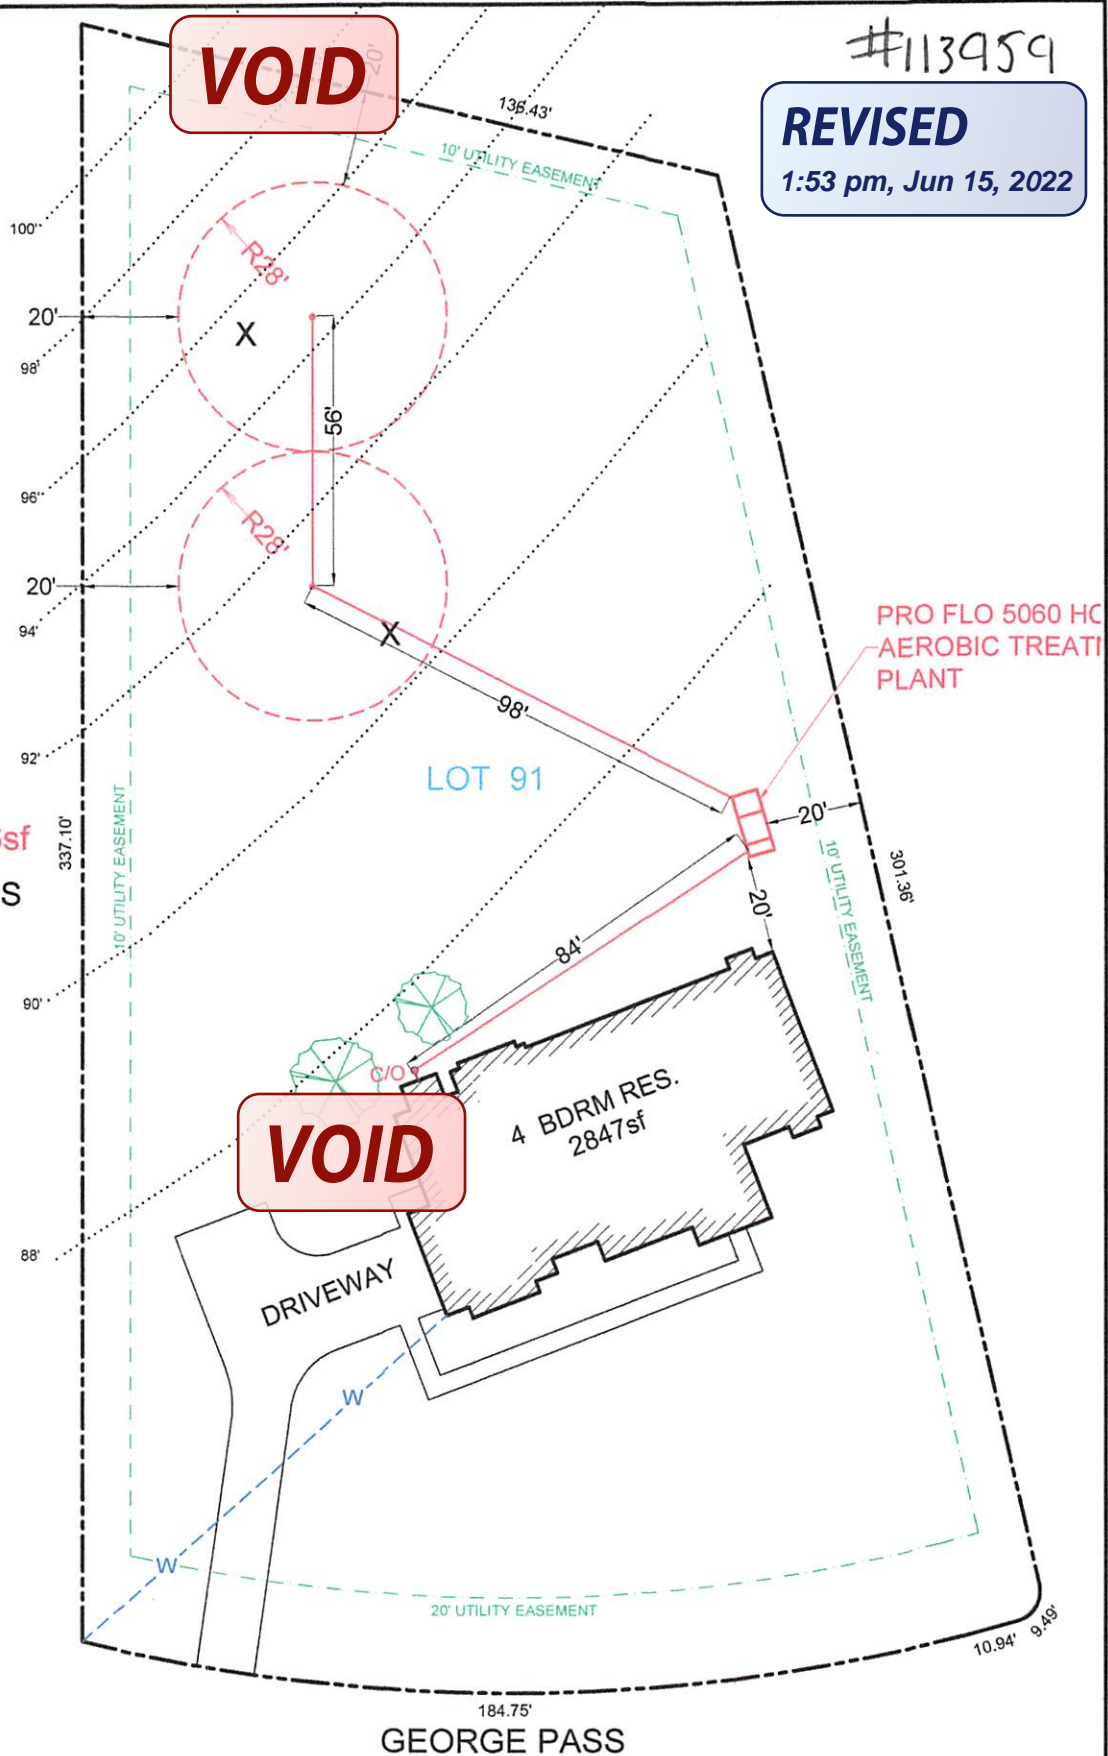 #113959
VOID
REVISED
1:53 pm, Jun 15, 2022
20'
136.43'
10' UTILITY EASEMENT
100'
R28'
20'
X
98'
56'
96'
R28'
20'
94'
X
PRO FLO 5060 HC
AEROBIC TREATM
PLANT
98'
92'
LOT 91
20'
sf
337.10'
10' UTILITY EASEMENT
S
10' UTILITY EASEMENT
301.36'
20'
84'
90'
C/O
4 BDRM RES.
2847sf
VOID
88'
DRIVEWAY
W
W
20' UTILITY EASEMENT
10.94'
9.49'
184.75'
GEORGE PASS